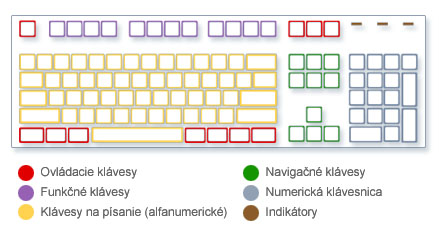 Ovládacie klávesy
Navigačné klávesy
Funkčné klávesy
Numerická klávesnica
Klávesy na písanie (alfanumerické)
Indikátory